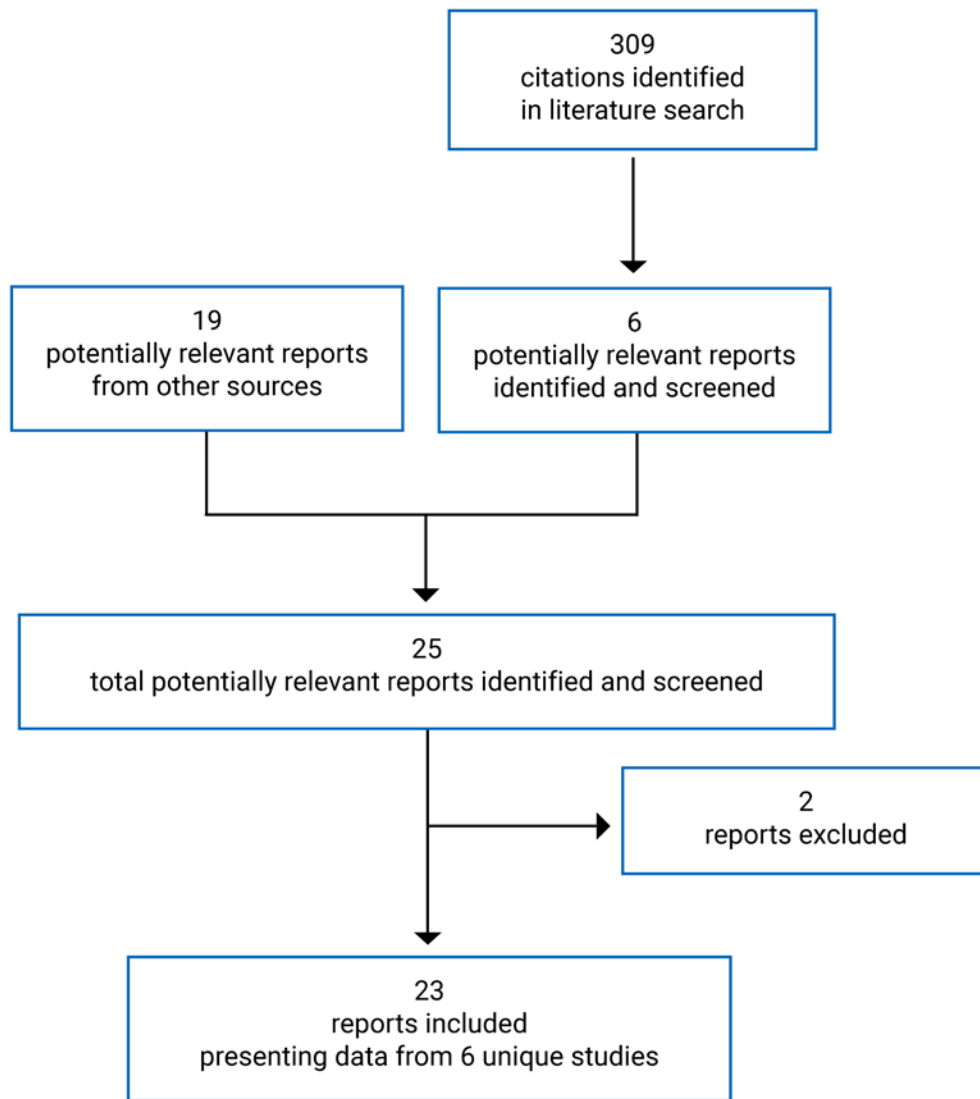 309
citations identified
in literature search
19
potentially relevant reports
from other sources
6
potentially relevant reports
identified and screened
25
total potentially relevant reports identified and screened
2
reports excluded
23
reports included
presenting data from 6 unique studies